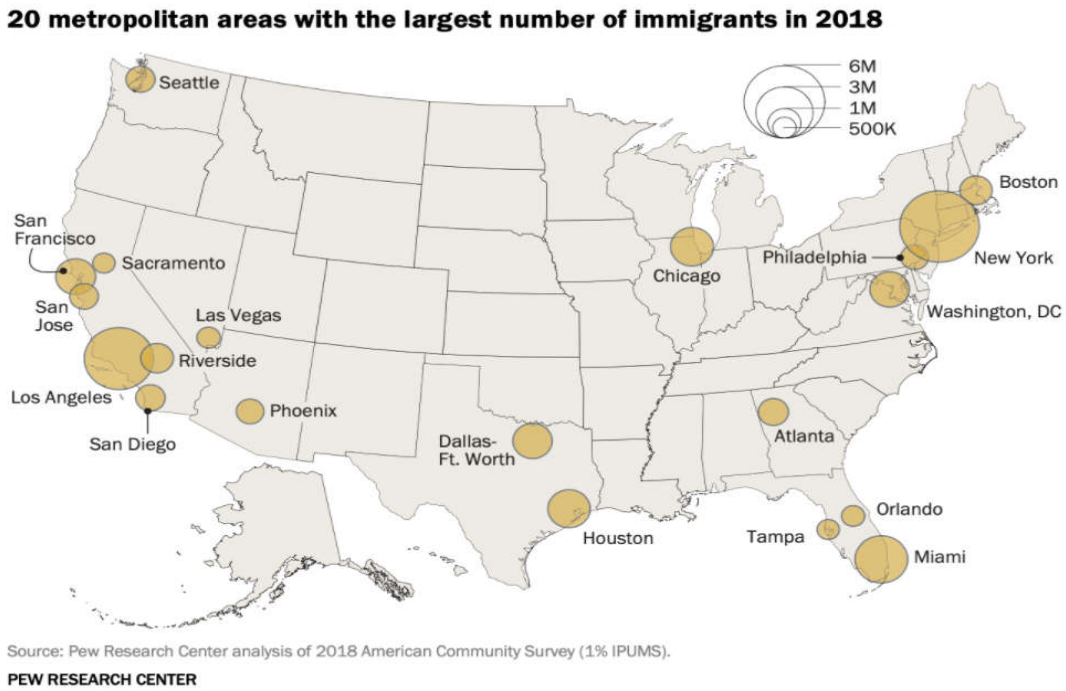 20 metropolitan areas with the largest number of immigrants in 2018
6M
3M
1M
500K
Seattle
Boston
San
Francisco
Sacramento
Philadelphia
New York
Chicago
San
Jose
Las Vegas
Washington, DC
Riverside
Los Angeles
Phoenix
San Diego
Dallas-
Ft. Worth
Atlanta
Houston
Orlando
Tampa
Miami
Source: Pew Research Center analysis of 2018 American Community Survey (1% IPUMS).
PEW RESEARCH CENTER